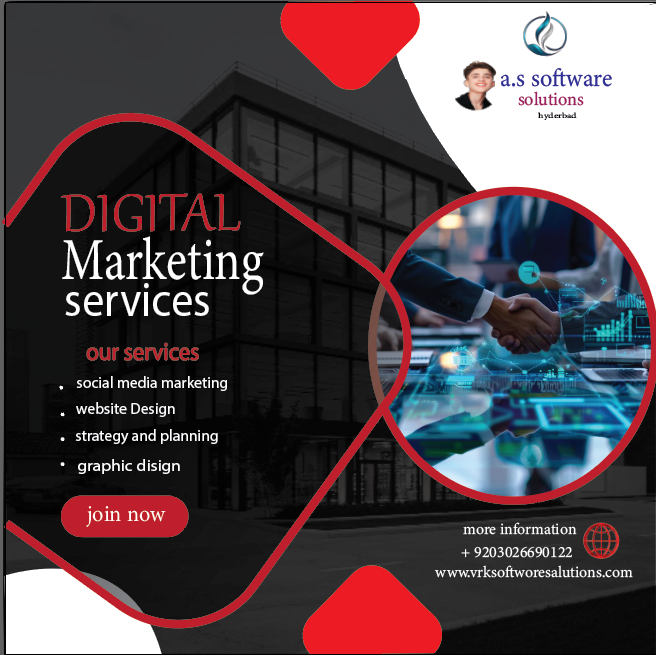 a.s software
solutions
hyderbad
DIGITAL
Marketing
services
our services
. social media marketing
. website Design
. strategy and planning
. graphic disign
join now
more information
+ 9203026690122
www.vrksoftworesalutions.com